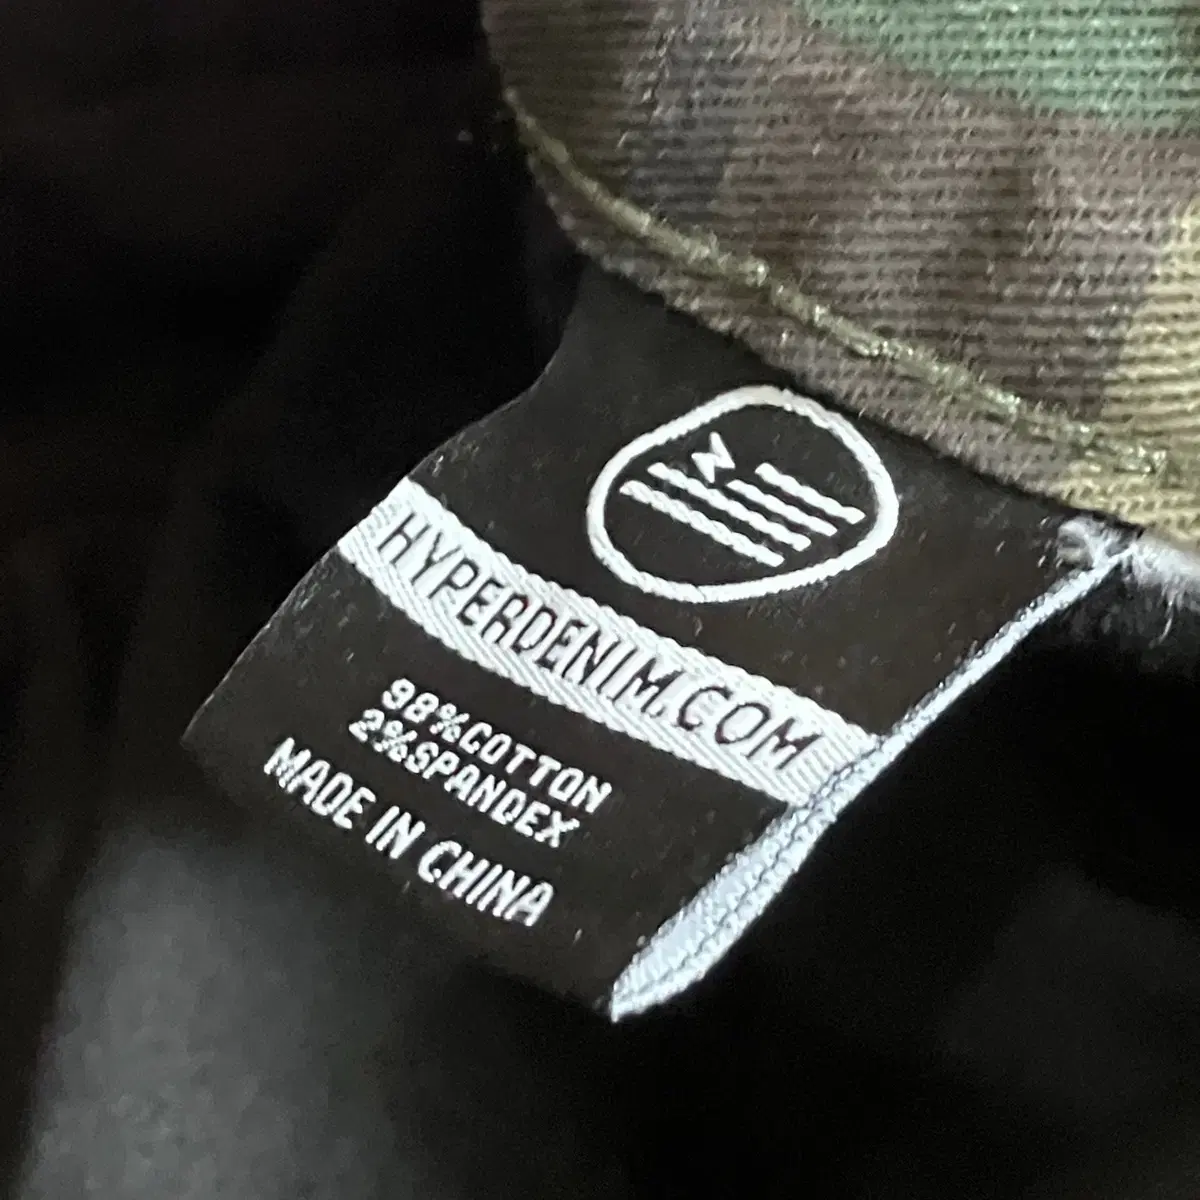 HYPERDENIM.COM
98%COTTON
2%SPANDEX
MADE IN CHINA